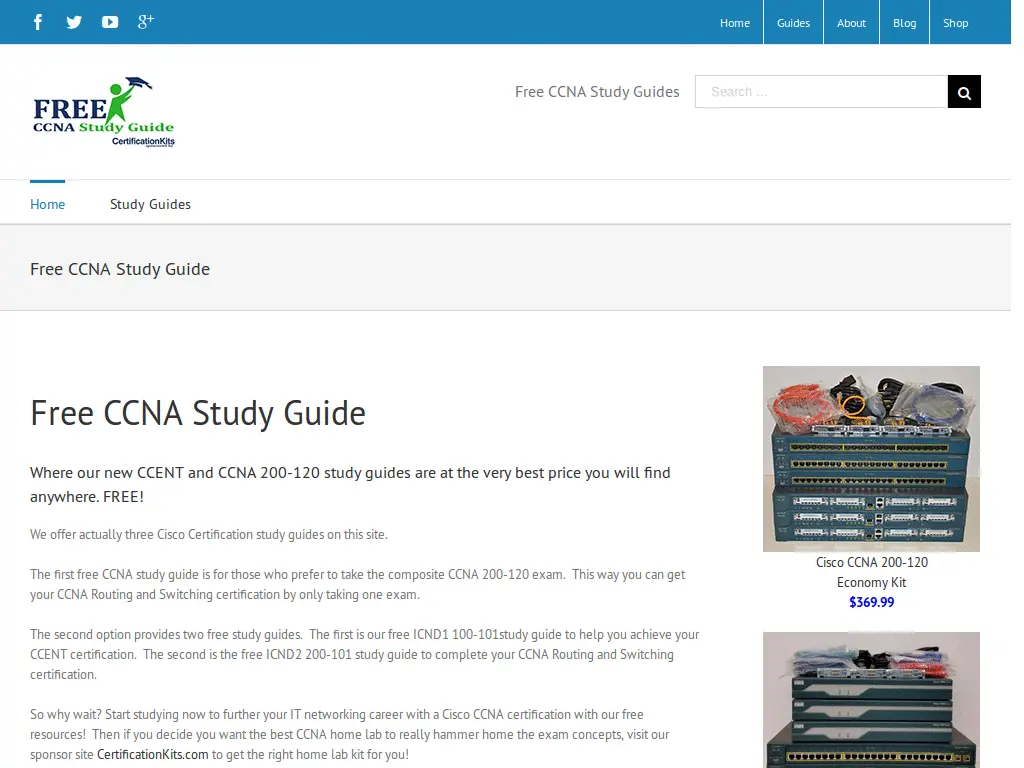 Home Guides About Blog Shop
FREE
CCNA Study Guide
CertificationKits
Free CCNA Study Guides
Search ...
Home Study Guides
Free CCNA Study Guide
Free CCNA Study Guide
Where our new CCENT and CCNA 200-120 study guides are at the very best price you will find
anywhere. FREE!
We offer actually three Cisco Certification study guides on this site.
The first free CCNA study guide is for those who prefer to take the composite CCNA 200-120 exam. This way you can get
your CCNA Routing and Switching certification by only taking one exam.
The second option provides two free study guides. The first is our free ICND1 100-101study guide to help you achieve your
CCENT certification. The second is the free ICND2 200-101 study guide to complete your CCNA Routing and Switching
certification.
So why wait? Start studying now to further your IT networking career with a Cisco CCNA certification with our free
resources! Then if you decide you want the best CCNA home lab to really hammer home the exam concepts, visit our
sponsor site CertificationKits.com to get the right home lab kit for you!
Cisco CCNA 200-120
Economy Kit
$369.99